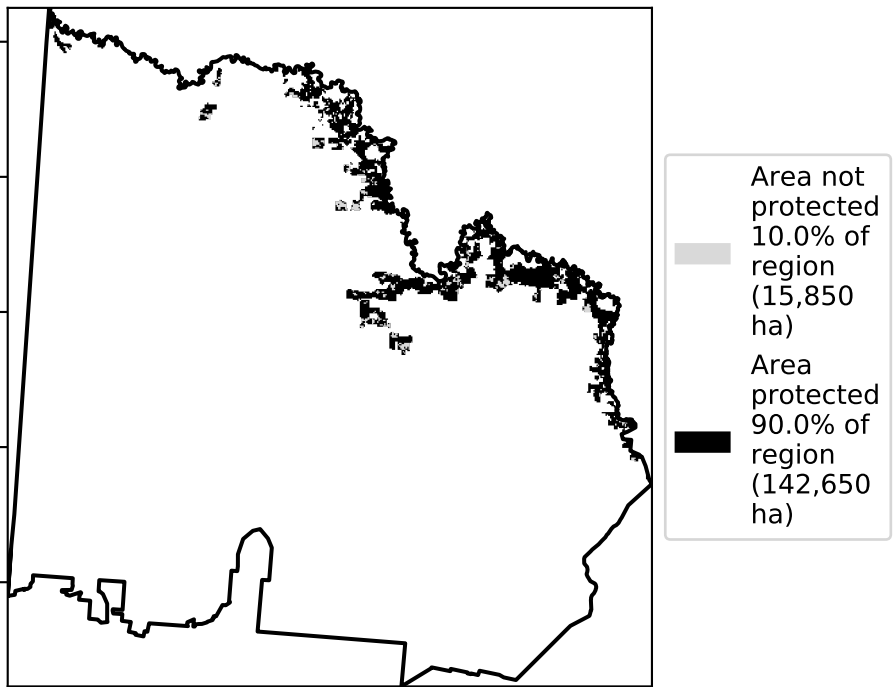 Area not
protected
10.0% of
region
(15,850
ha)
Area
protected
90.0% of
region
(142,650
ha)